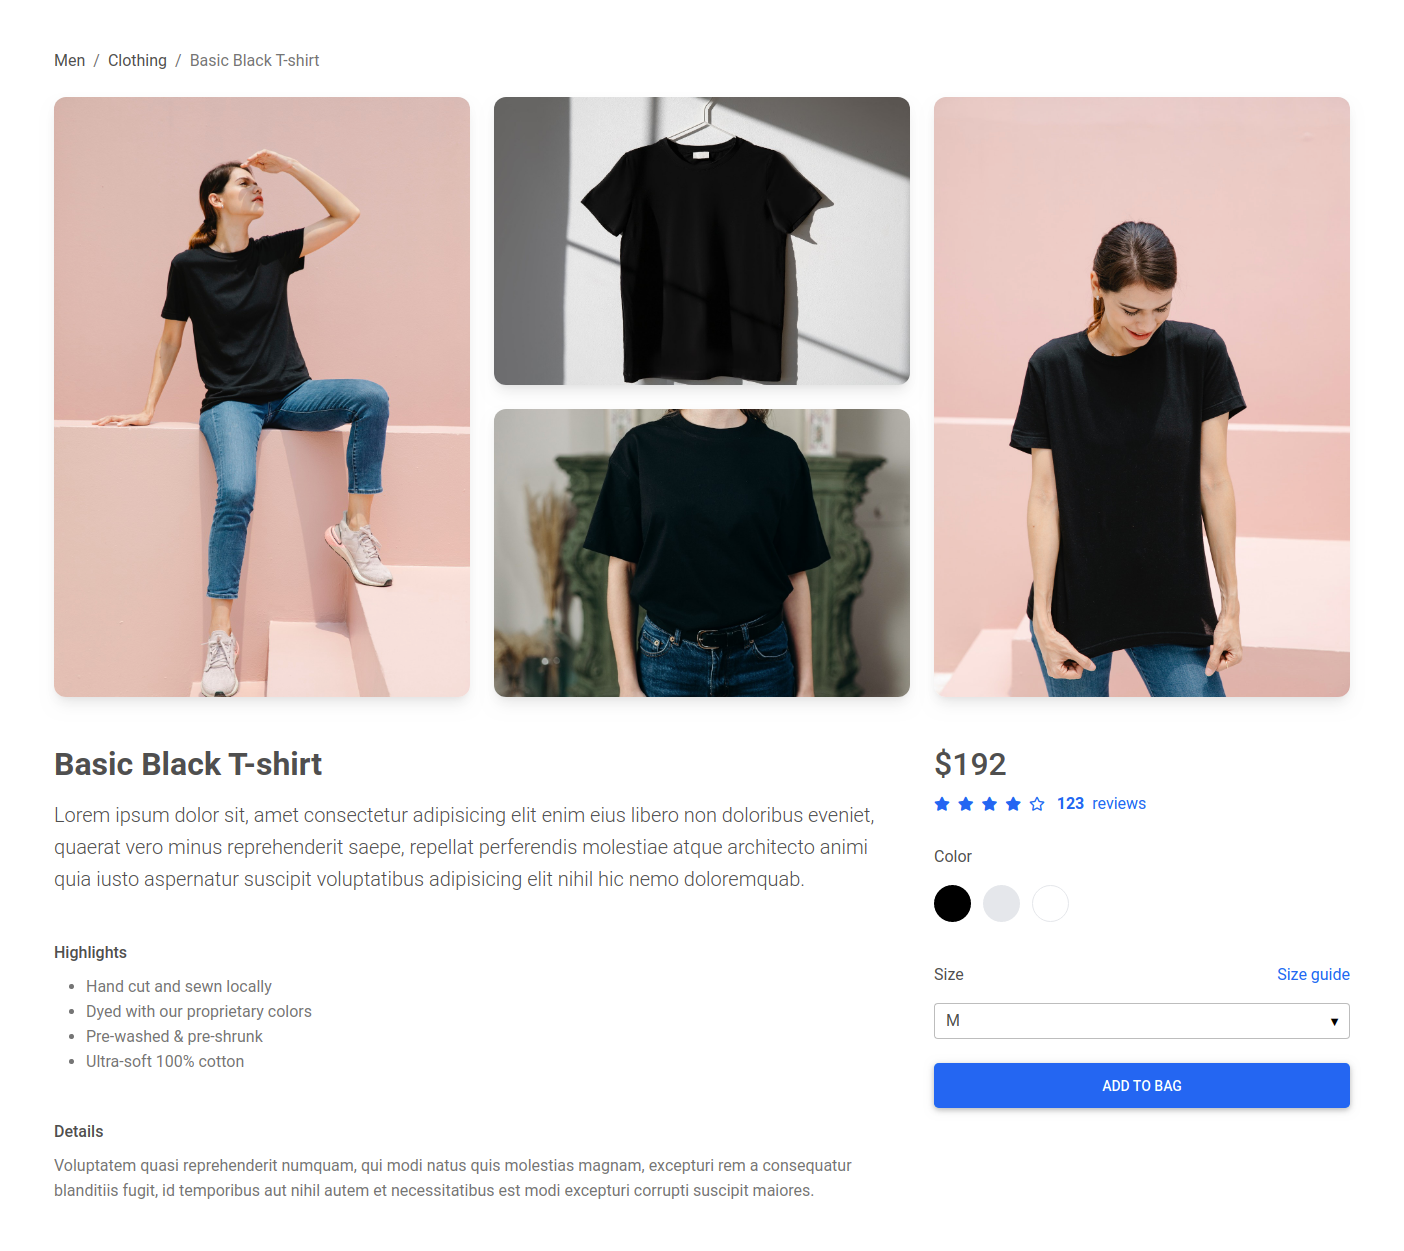 Men / Clothing / Basic Black T-shirt
Basic Black T-shirt
Lorem ipsum dolor sit, amet consectetur adipisicing elit enim eius libero non doloribus eveniet,
quaerat vero minus reprehenderit saepe, repellat perferendis molestiae atque architecto animi
quia iusto aspernatur suscipit voluptatibus adipisicing elit nihil hic nemo doloremquab.
Highlights
• Hand cut and sewn locally
• Dyed with our proprietary colors
• Pre-washed & pre-shrunk
• Ultra-soft 100% cotton
Details
Voluptatem quasi reprehenderit numquam, qui modi natus quis molestias magnam, excepturi rem a consequatur
blanditiis fugit, id temporibus aut nihil autem et necessitatibus est modi excepturi corrupti suscipit maiores.
$192
123 reviews
Color
Size Size guide
M
ADD TO BAG